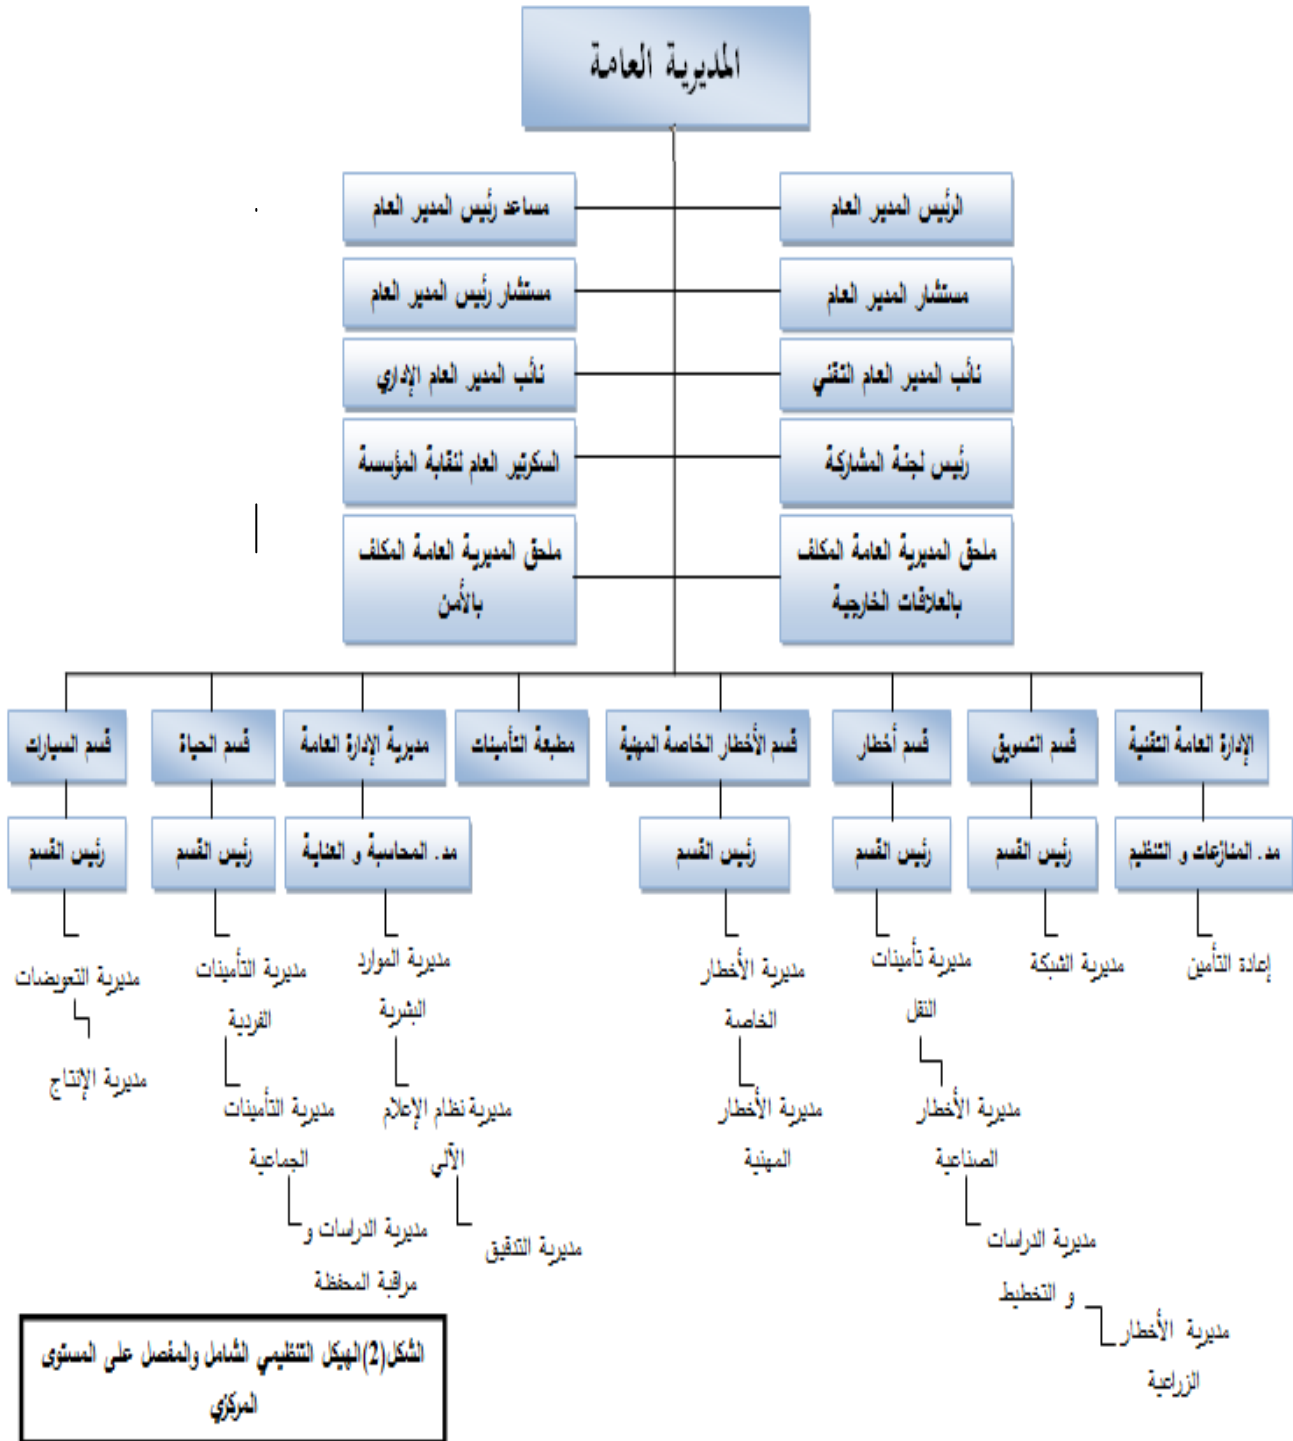 المديرية العامة
الرئيس المدير العام
مساعد رئيس المدير العام
مستشار المدير العام
مستشار رئيس المدير العام
نائب المدير العام التقني
نائب المدير العام الإداري
رئيس لجنة المشاركة
السكرتير العام لنقابة المؤسسة
ملحق المديرية العامة المكلف
بالعلاقات الخارجية
ملحق المديرية العامة المكلف
بالأمن
الإدارة العامة التقنية
قسم التسويق
قسم أخطار
قسم الأخطار الخاصة المهنية
مطبعة التأمينات
مديرية الإدارة العامة
قسم الحياة
قسم السيارات
مد. المنازعات و التنظيم
رئيس القسم
رئيس القسم
رئيس القسم
مد. المحاسبة و العناية
رئيس القسم
رئيس القسم
إعادة التأمين
مديرية الشبكة
مديرية تأمينات
النقل
مديرية الأخطار
الصناعية
مديرية الدراسات
و التخطيط
مديرية الأخطار
الزراعية
مديرية الأخطار
الخاصة
مديرية الأخطار
المهنية
مديرية الموارد
البشرية
مديرية نظام الإعلام
الآلي
مديرية التدقيق
مديرية التأمينات
الفردية
مديرية التأمينات
الجماعية
مديرية الدراسات و
مراقبة المحفظة
مديرية التعويضات
مديرية الإنتاج
الشكل(2)الهيكل التنظيمي الشامل والمفصل على المستوى
المركزي